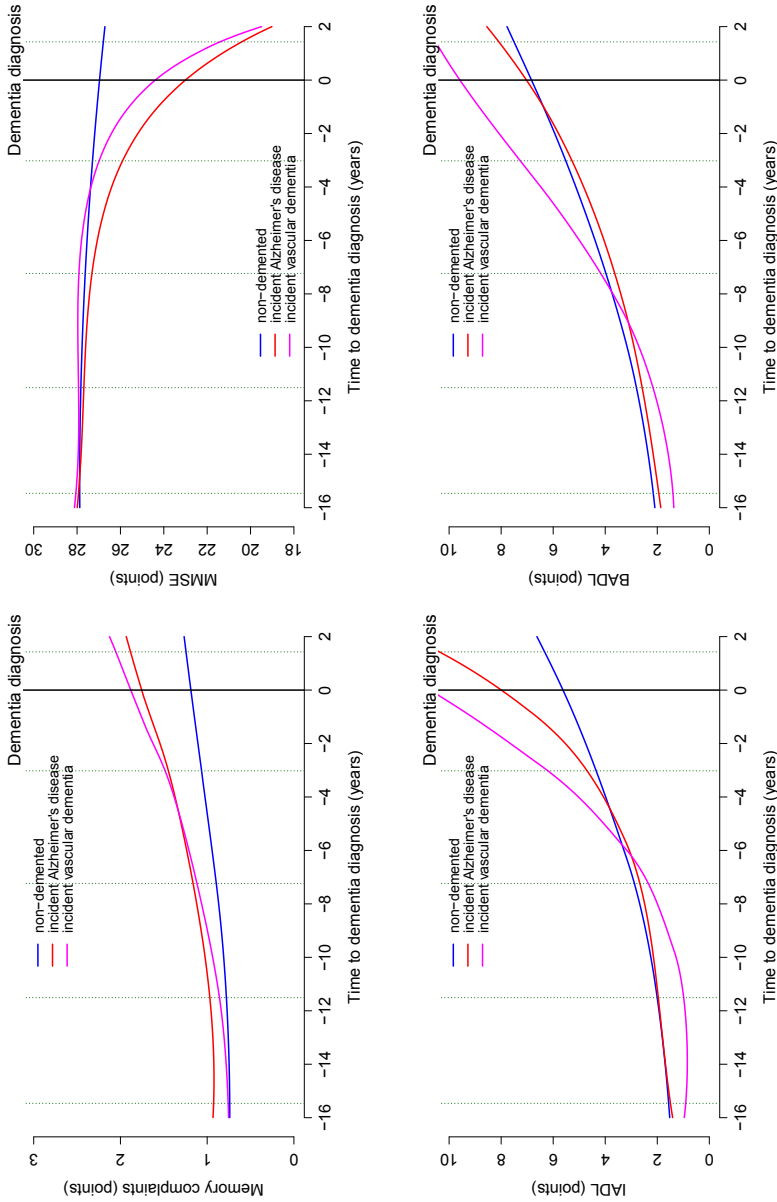 Dementia diagnosis
non−demented
incident Alzheimer's disease
incident vascular dementia
Memory complaints (points)
3
2
1
0
−16 −14 −12 −10 −8 −6 −4 −2 0 2
Time to dementia diagnosis (years)
Dementia diagnosis
non−demented
incident Alzheimer's disease
incident vascular dementia
MMSE (points)
30
28
26
24
22
20
18
−16 −14 −12 −10 −8 −6 −4 −2 0 2
Time to dementia diagnosis (years)
Dementia diagnosis
non−demented
incident Alzheimer's disease
incident vascular dementia
IADL (points)
10
8
6
4
2
0
−16 −14 −12 −10 −8 −6 −4 −2 0 2
Time to dementia diagnosis (years)
Dementia diagnosis
non−demented
incident Alzheimer's disease
incident vascular dementia
BADL (points)
10
8
6
4
2
0
−16 −14 −12 −10 −8 −6 −4 −2 0 2
Time to dementia diagnosis (years)